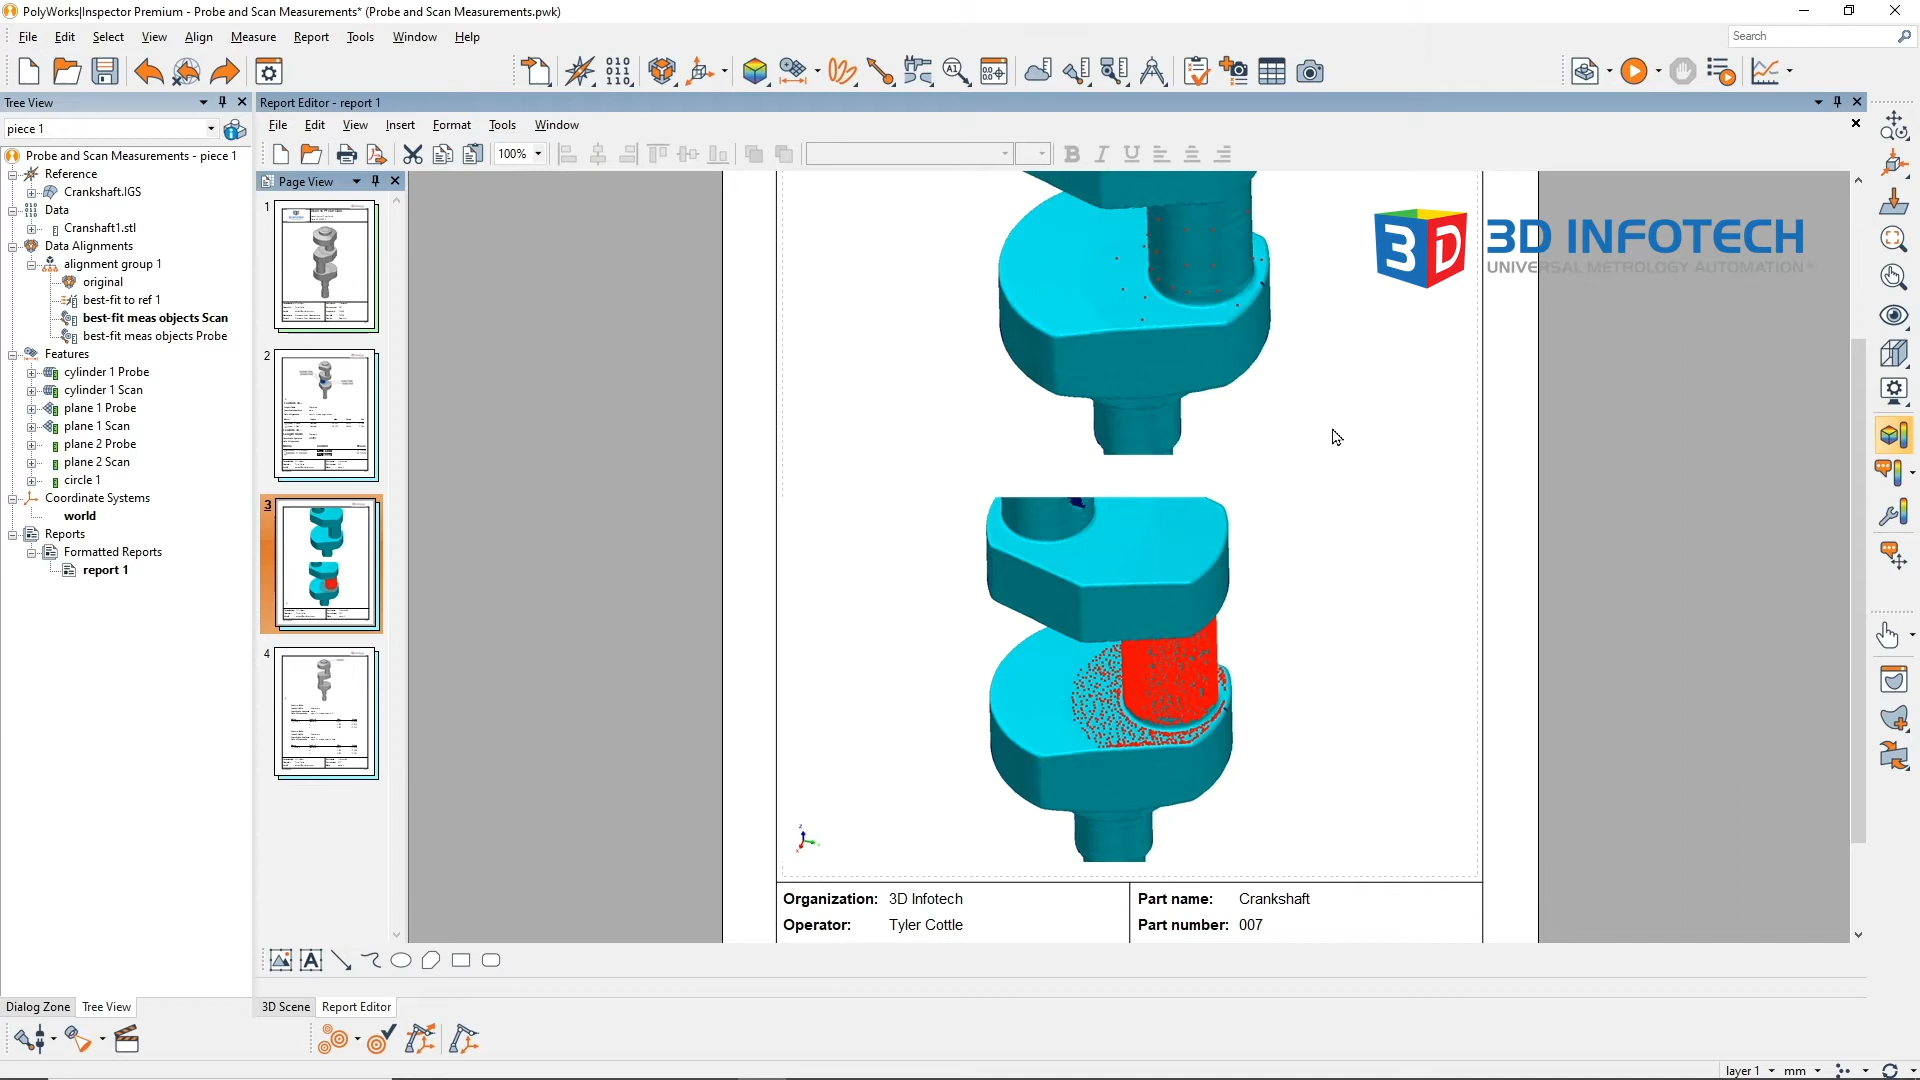 PolyWorks|Inspector Premium - Probe and Scan Measurements* (Probe and Scan Measurements.pwk)
File Edit Select View Align Measure Report Tools Window Help
Search
Tree View
Report Editor - report 1
piece 1
File Edit View Insert Format Tools Window
100%
Probe and Scan Measurements - piece 1
Reference
Crankshaft.IGS
Data
Cranshaft1.stl
Data Alignments
alignment group 1
original
best-fit to ref 1
best-fit meas objects Scan
best-fit meas objects Probe
Features
cylinder 1 Probe
cylinder 1 Scan
plane 1 Probe
plane 1 Scan
plane 2 Probe
plane 2 Scan
circle 1
Coordinate Systems
world
Reports
Formatted Reports
report 1
Page View
1
2
3
4
3D 3D INFOTECH
UNIVERSAL METROLOGY AUTOMATION
Organization: 3D Infotech
Part name: Crankshaft
Operator: Tyler Cottle
Part number: 007
Dialog Zone Tree View
3D Scene Report Editor
layer 1 mm